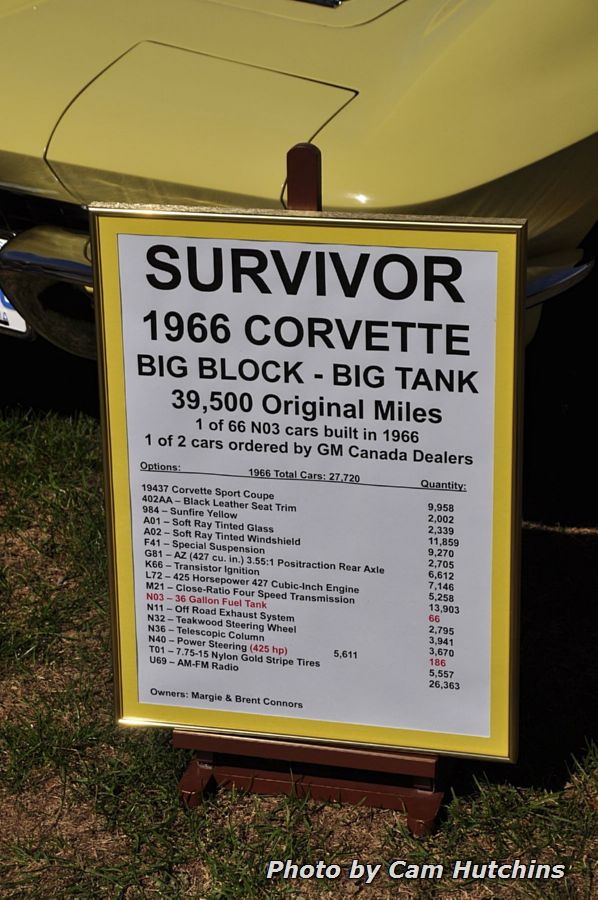 SURVIVOR
1966 CORVETTE
BIG BLOCK - BIG TANK
39,500 Original Miles
1 of 66 N03 cars built in 1966
1 of 2 cars ordered by GM Canada Dealers
Options: 1966 Total Cars: 27,720 Quantity:
19437 Corvette Sport Coupe 9,958
402AA – Black Leather Seat Trim 2,002
984 – Sunfire Yellow 2,339
A01 – Soft Ray Tinted Glass 11,859
A02 – Soft Ray Tinted Windshield 9,270
F41 – Special Suspension 2,705
G81 – AZ (427 cu. in.) 3.55:1 Positraction Rear Axle 6,612
K66 – Transistor Ignition 7,146
L72 – 425 Horsepower 427 Cubic-Inch Engine 5,258
M21 – Close-Ratio Four Speed Transmission 13,903
N03 – 36 Gallon Fuel Tank 66
N11 – Off Road Exhaust System 2,795
N32 – Teakwood Steering Wheel 3,941
N36 – Telescopic Column 3,670
N40 – Power Steering (425 hp) 5,611 186
T01 – 7.75-15 Nylon Gold Stripe Tires 5,557
U69 – AM-FM Radio 26,363
Owners: Margie & Brent Connors
Photo by Cam Hutchins